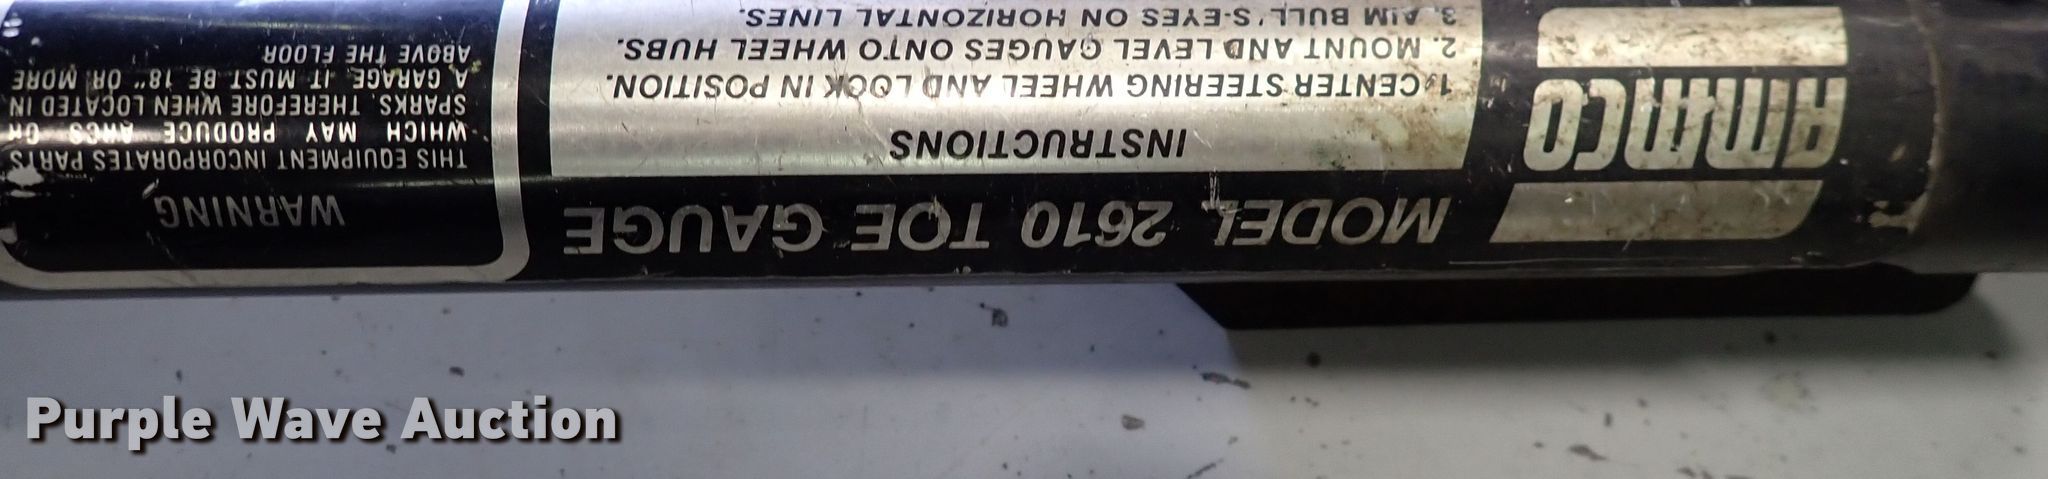 AMMCO
MODEL 2610 TOE GAUGE
INSTRUCTIONS
1. CENTER STEERING WHEEL AND LOCK IN POSITION.
2. MOUNT AND LEVEL GAUGES ONTO WHEEL HUBS.
3. AIM BULL'S-EYES ON HORIZONTAL LINES.
WARNING
THIS EQUIPMENT INCORPORATES PARTS
WHICH MAY PRODUCE ARCS OR
SPARKS. THEREFORE WHEN LOCATED IN
A GARAGE, IT MUST BE 18" OR MORE
ABOVE THE FLOOR.
Purple Wave Auction